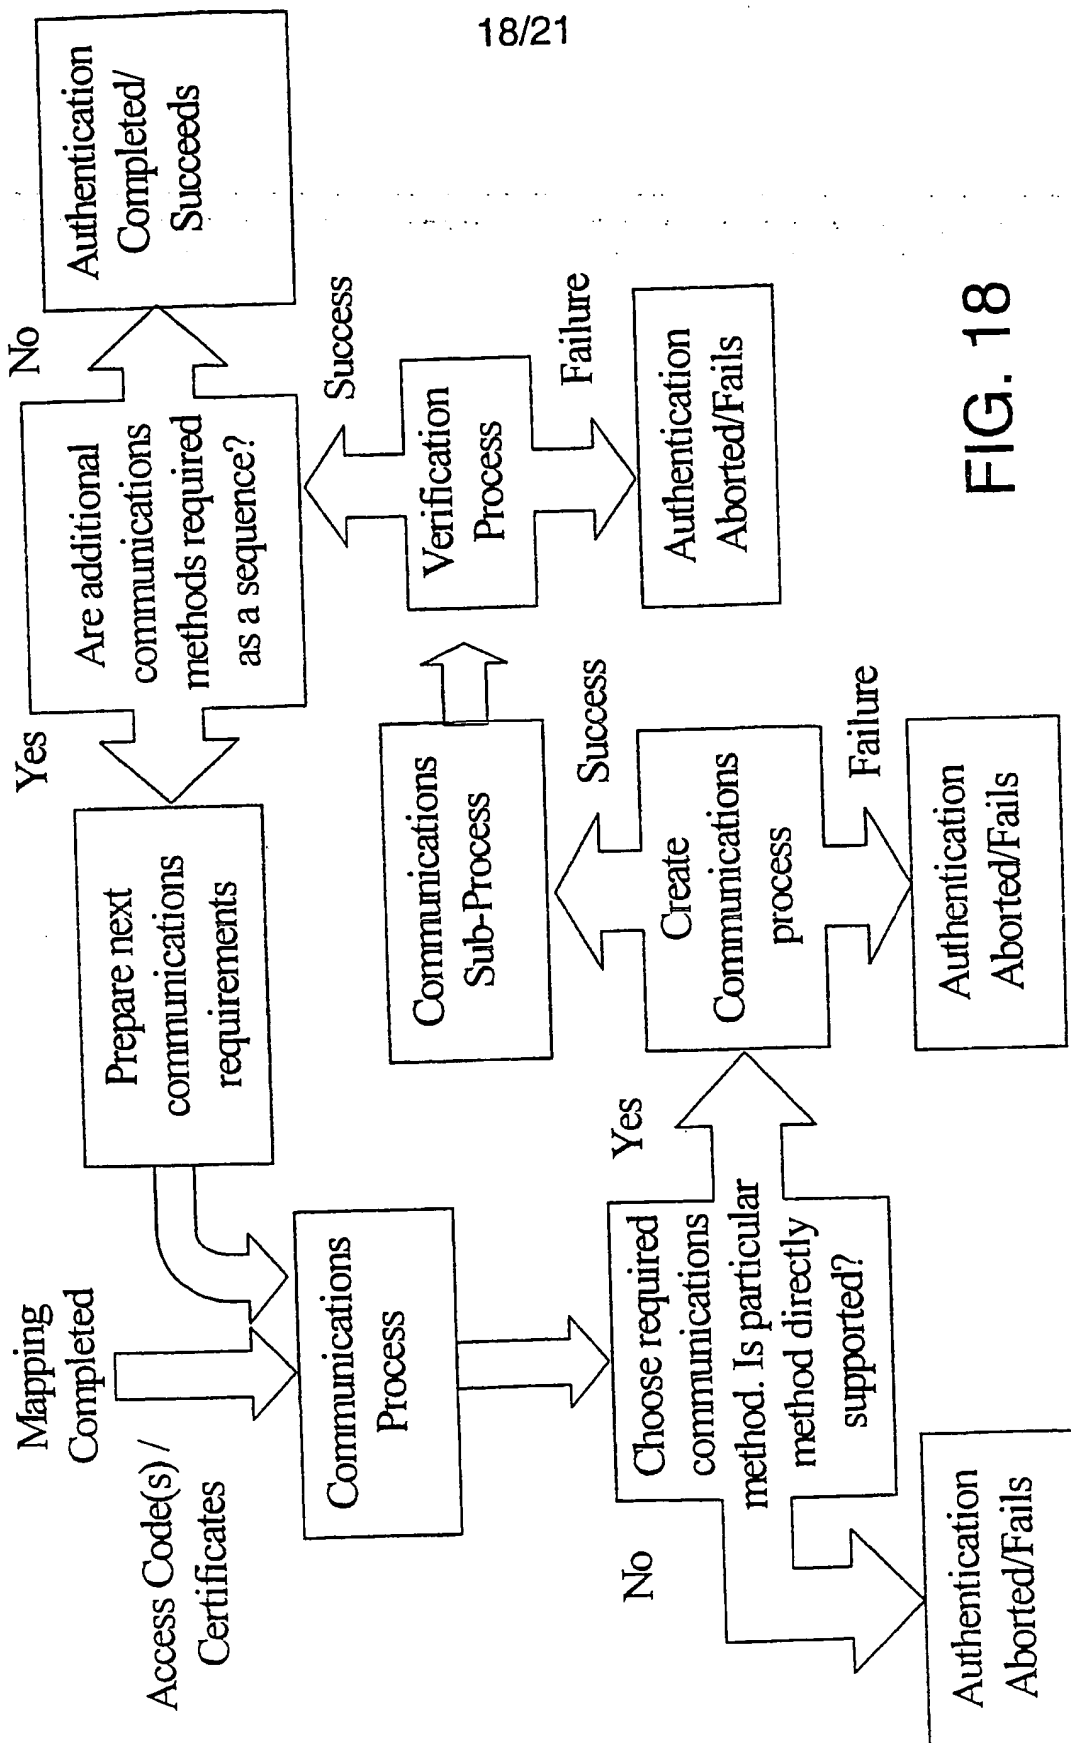 18/21
Mapping
Completed
Access Code(s) /
Certificates
Communications
Process
Choose required
communications
method. Is particular
method directly
supported?
No
Authentication
Aborted/Fails
Yes
Create
Communications
process
Failure
Authentication
Aborted/Fails
Success
Communications
Sub-Process
Verification
Process
Failure
Authentication
Aborted/Fails
Success
Are additional
communications
methods required
as a sequence?
Yes
Prepare next
communications
requirements
No
Authentication
Completed/
Succeeds
FIG. 18